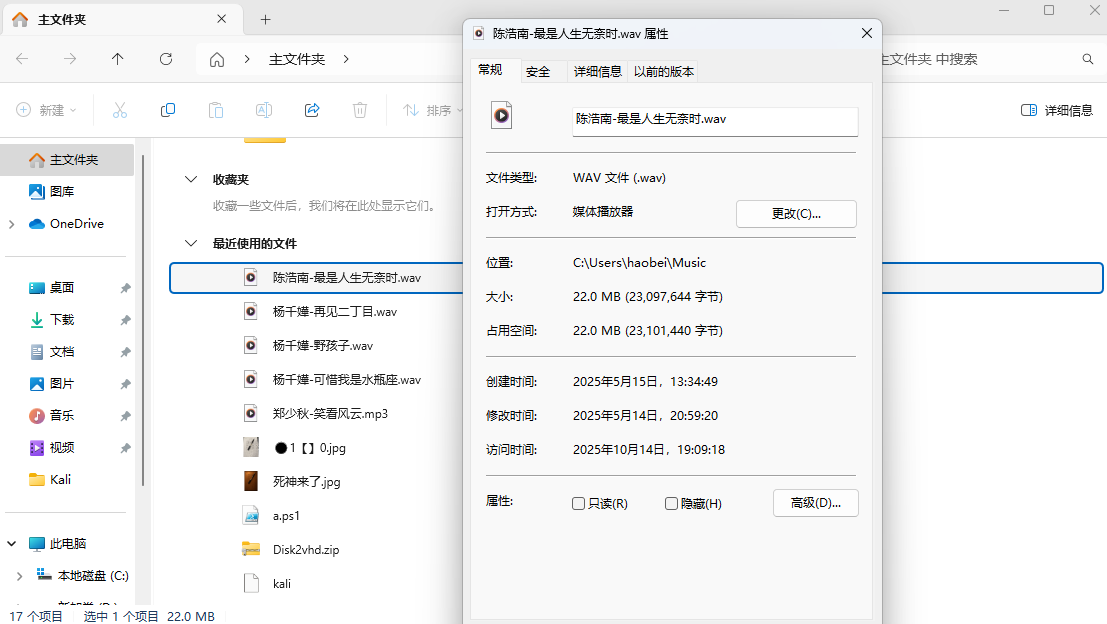 主文件夹
主文件夹
主文件夹 中搜索
新建
排序
详细信息
主文件夹
图库
OneDrive
桌面
下载
文档
图片
音乐
视频
Kali
此电脑
本地磁盘 (C:)
收藏夹
收藏一些文件后，我们将在此处显示它们。
最近使用的文件
陈浩南-最是人生无奈时.wav
杨千嬅-再见二丁目.wav
杨千嬅-野孩子.wav
杨千嬅-可惜我是水瓶座.wav
郑少秋-笑看风云.mp3
●1【】0.jpg
死神来了.jpg
a.ps1
Disk2vhd.zip
kali
17 个项目 选中 1 个项目 22.0 MB
陈浩南-最是人生无奈时.wav 属性
常规 安全 详细信息 以前的版本
陈浩南-最是人生无奈时.wav
文件类型: WAV 文件 (.wav)
打开方式: 媒体播放器 更改(C)...
位置: C:\Users\haobei\Music
大小: 22.0 MB (23,097,644 字节)
占用空间: 22.0 MB (23,101,440 字节)
创建时间: 2025年5月15日，13:34:49
修改时间: 2025年5月14日，20:59:20
访问时间: 2025年10月14日，19:09:18
属性: 只读(R) 隐藏(H) 高级(D)...